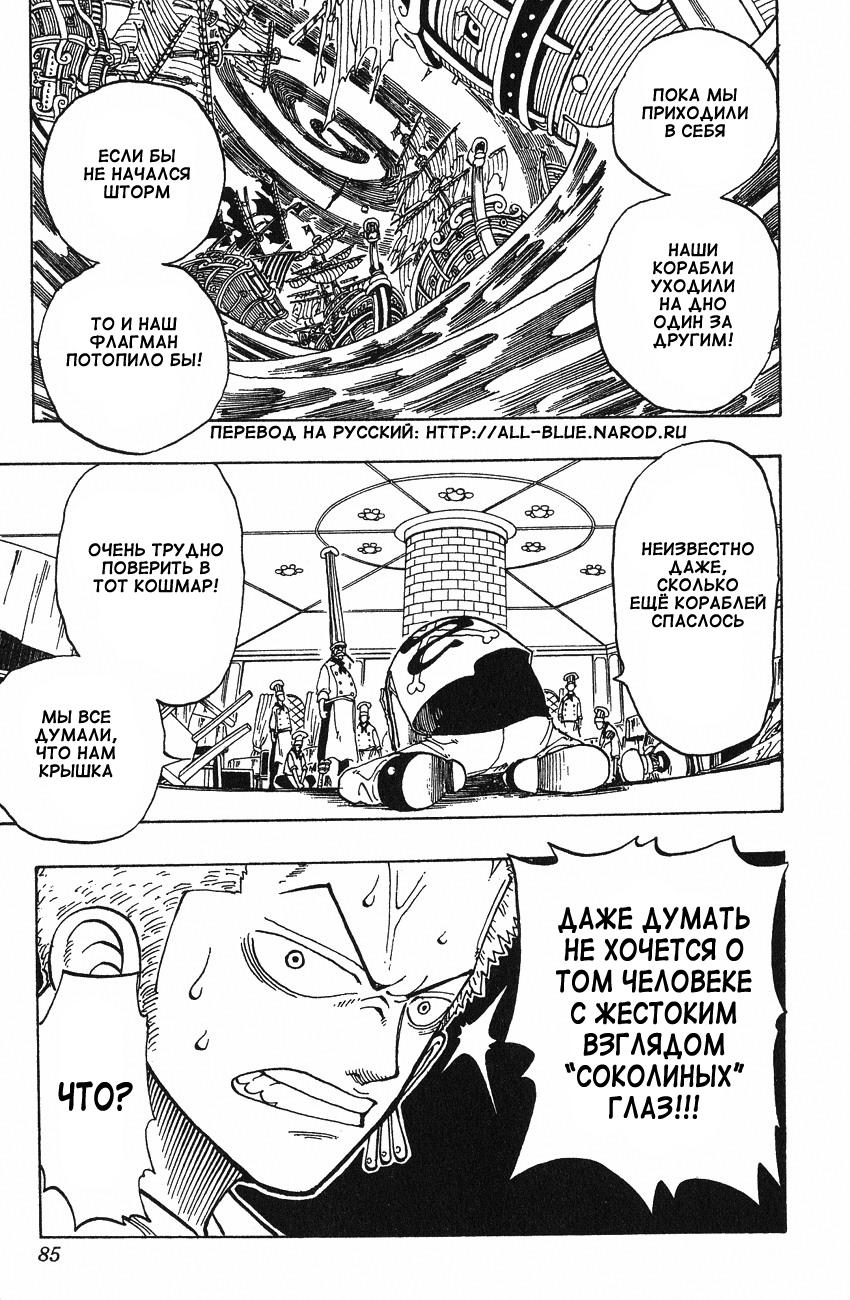 ПОКА МЫ
ПРИХОДИЛИ
В СЕБЯ
НАШИ
КОРАБЛИ
УХОДИЛИ
НА ДНО
ОДИН ЗА
ДРУГИМ!
ЕСЛИ БЫ
НЕ НАЧАЛСЯ
ШТОРМ
ТО И НАШ
ФЛАГМАН
ПОТОПИЛО БЫ!
ПЕРЕВОД НА РУССКИЙ: HTTP://ALL-BLUE.NAROD.RU
НЕИЗВЕСТНО
ДАЖЕ,
СКОЛЬКО
ЕЩЁ КОРАБЛЕЙ
СПАСЛОСЬ
ОЧЕНЬ ТРУДНО
ПОВЕРИТЬ В
ТОТ КОШМАР!
МЫ ВСЕ
ДУМАЛИ,
ЧТО НАМ
КРЫШКА
ДАЖЕ ДУМАТЬ
НЕ ХОЧЕТСЯ О
ТОМ ЧЕЛОВЕКЕ
С ЖЕСТОКИМ
ВЗГЛЯДОМ
"СОКОЛИНЫХ"
ГЛАЗ!!!
ЧТО?
85